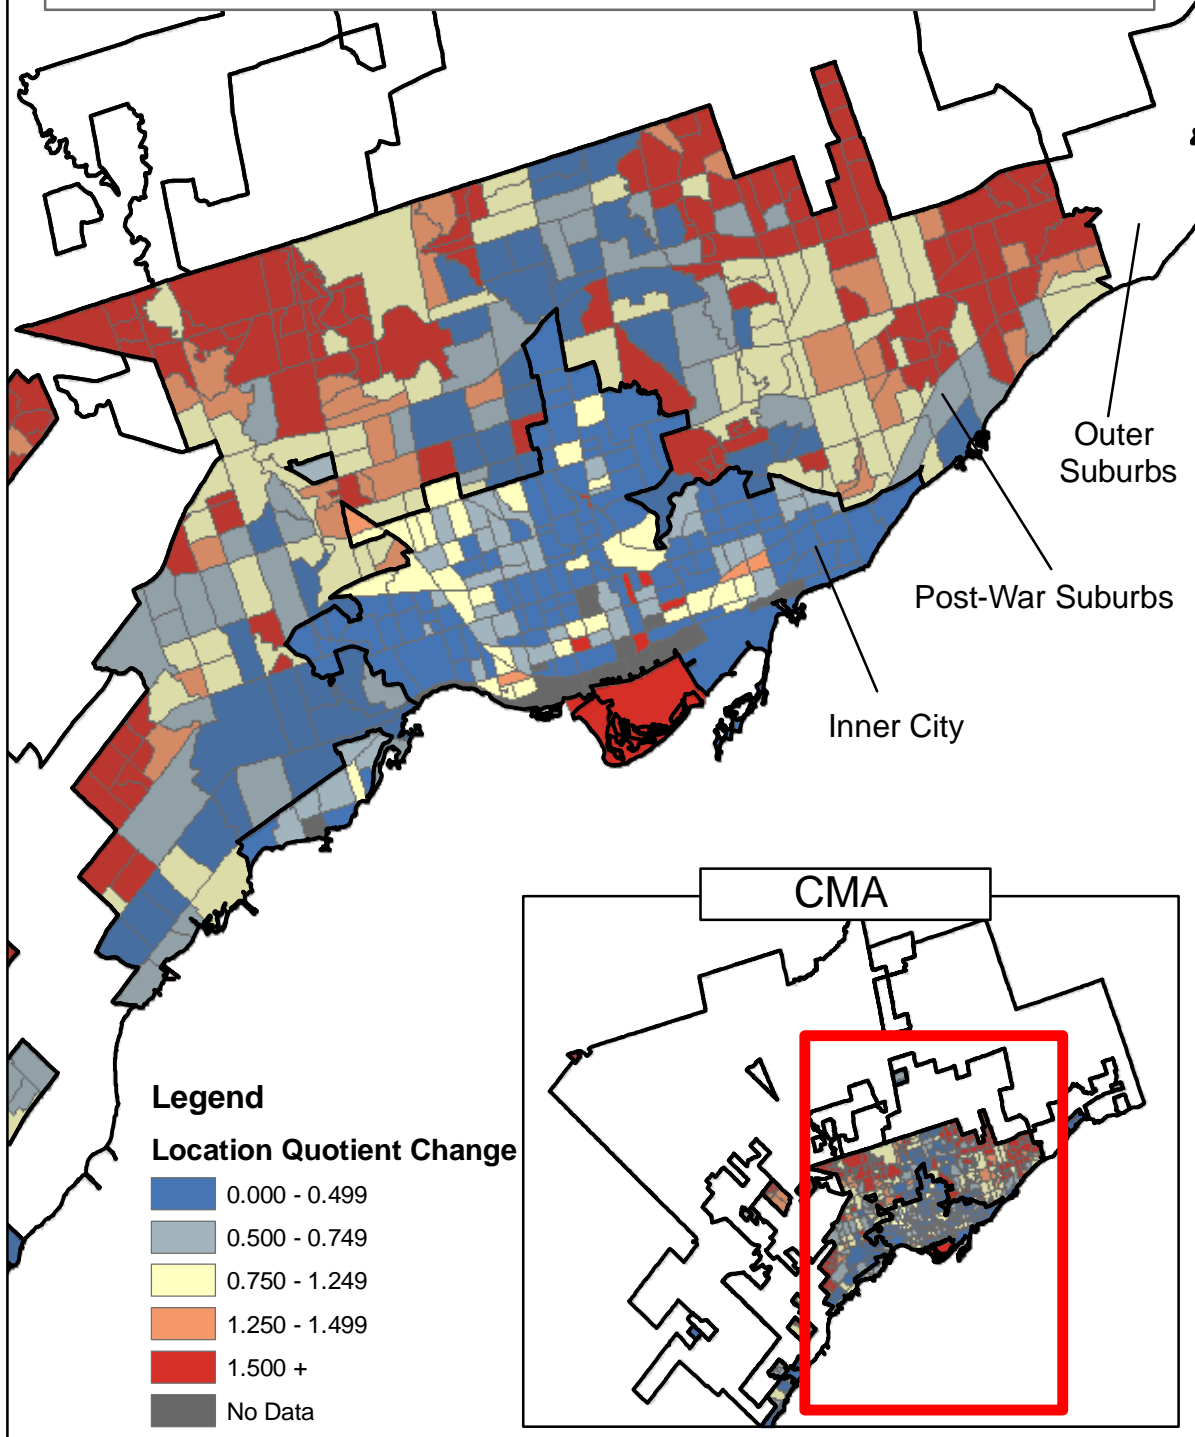 Outer
Suburbs
Post-War Suburbs
Inner City
CMA
Legend
Location Quotient Change
0.000 - 0.499
0.500 - 0.749
0.750 - 1.249
1.250 - 1.499
1.500 +
No Data